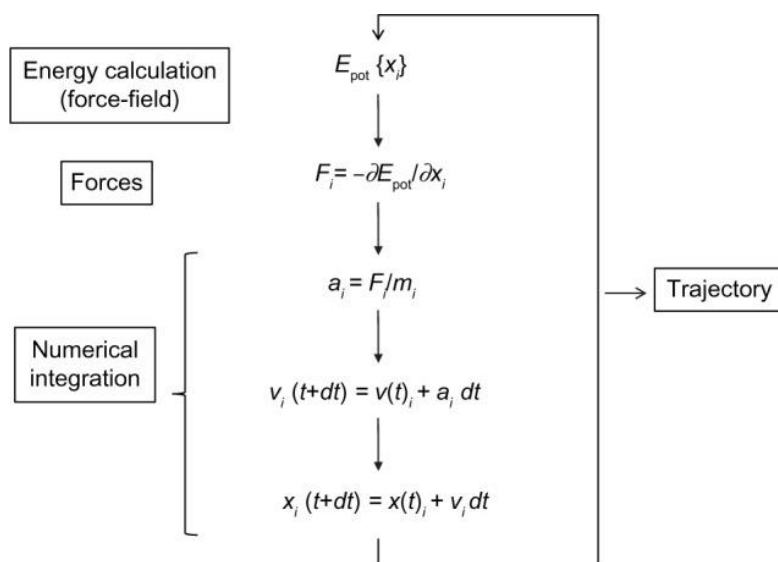 Energy calculation
(force-field)
E_pot {x_i}
Forces
F_i = −∂E_pot/∂x_i
a_i = F_i/m_i
Numerical
integration
v_i (t+dt) = v(t)_i + a_i dt
x_i (t+dt) = x(t)_i + v_i dt
Trajectory